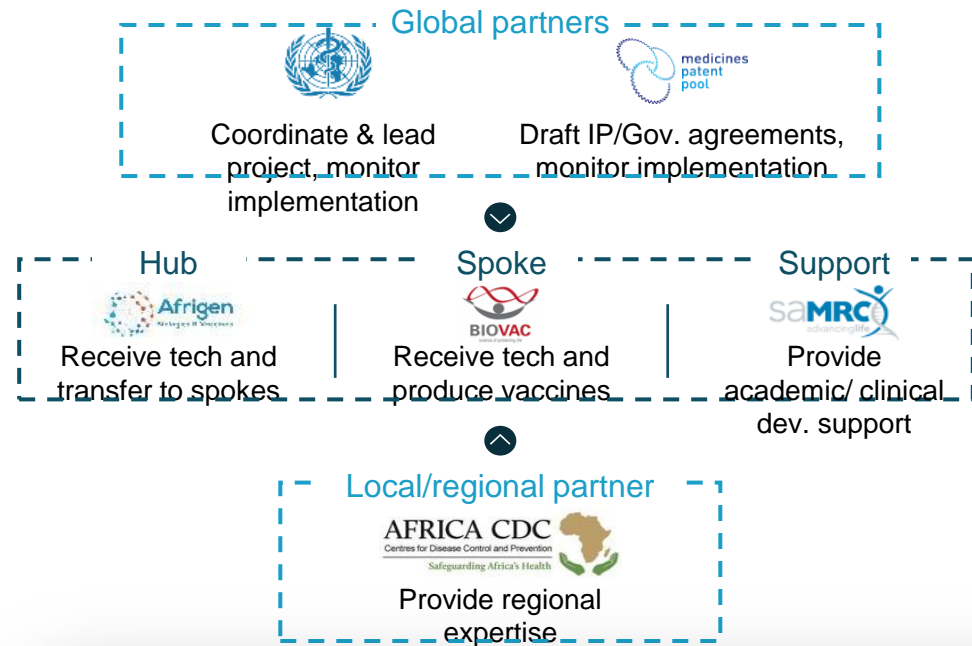 Global partners
medicines
patent
pool
Coordinate & lead
project, monitor
implementation
Draft IP/Gov. agreements,
monitor implementation
Hub
Spoke
Support
Afrigen
Biologics & Vaccines
BIOVAC
saMRC
advancinglife
Receive tech and
transfer to spokes
Receive tech and
produce vaccines
Provide
academic/ clinical
dev. support
Local/regional partner
AFRICA CDC
Centres for Disease Control and Prevention
Safeguarding Africa's Health
Provide regional
expertise